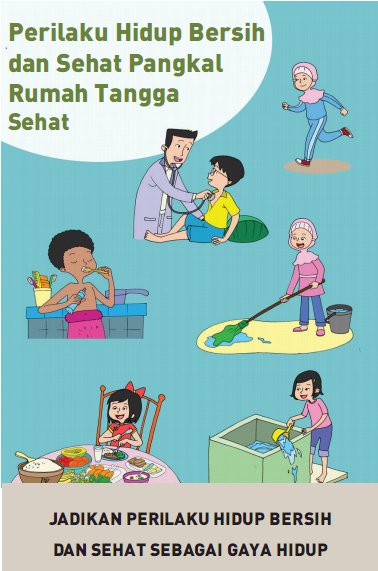 Perilaku Hidup Bersih
dan Sehat Pangkal
Rumah Tangga
Sehat
JADIKAN PERILAKU HIDUP BERSIH
DAN SEHAT SEBAGAI GAYA HIDUP